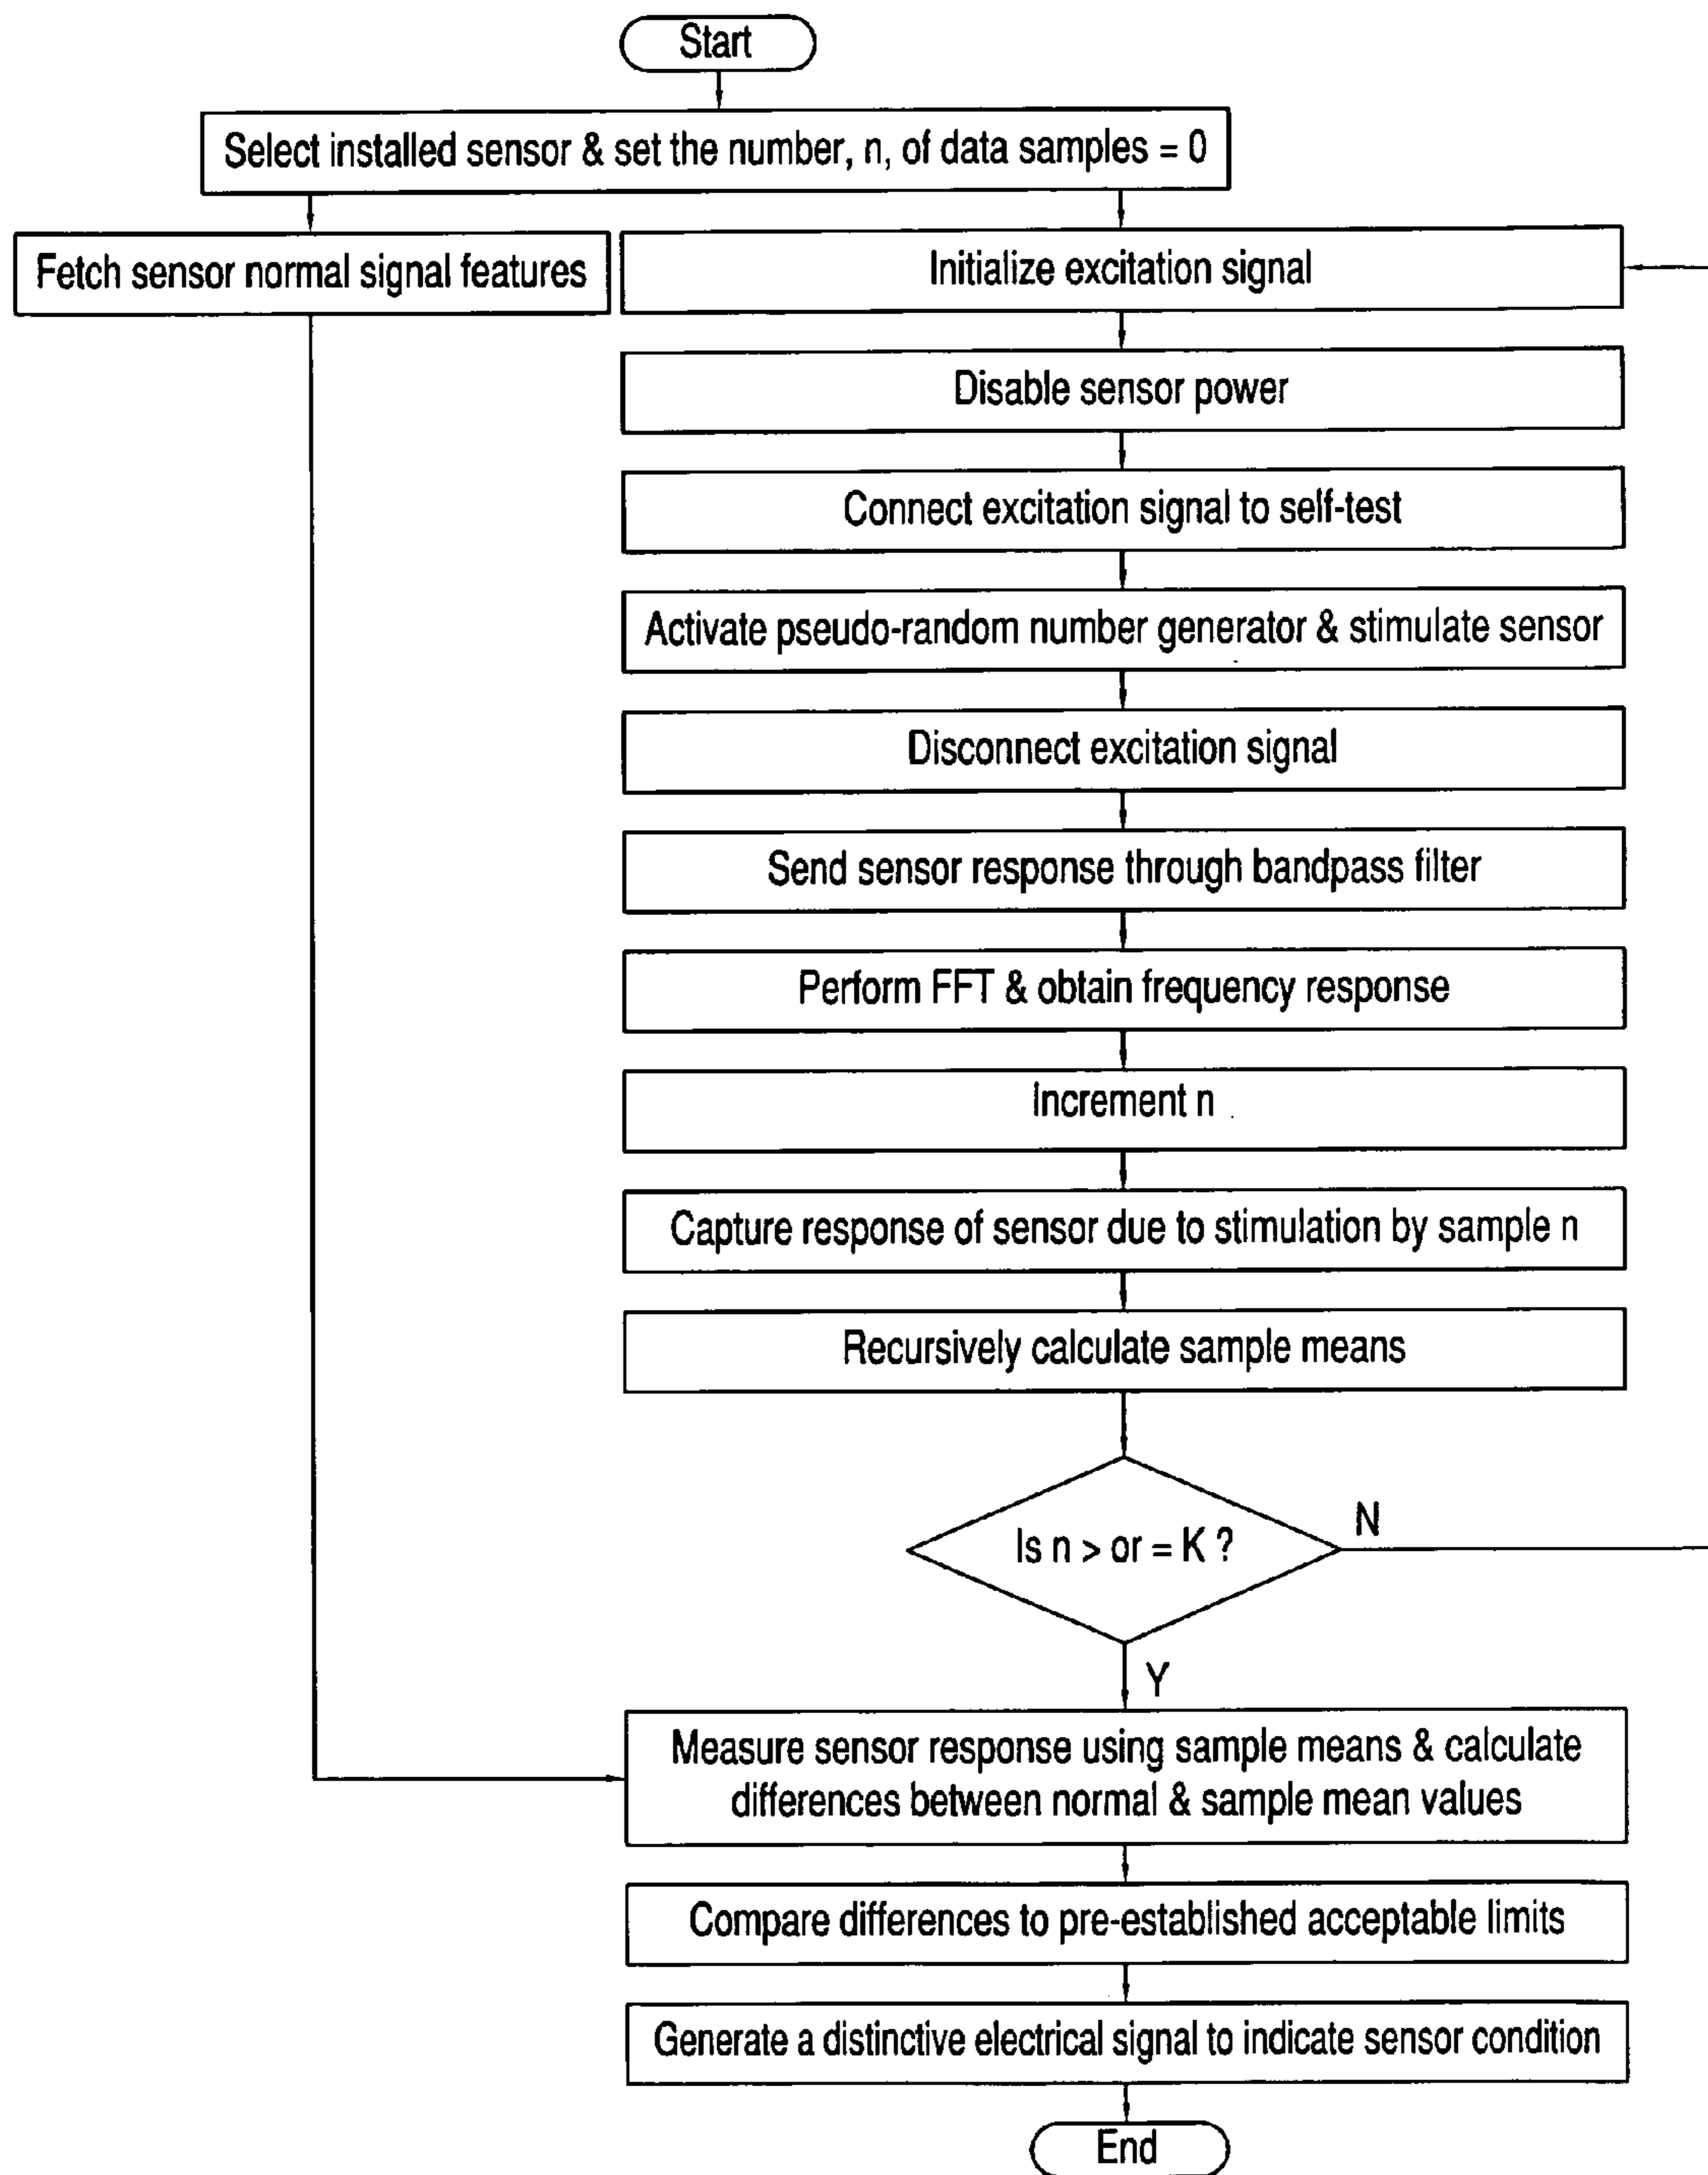 Start
Select installed sensor & set the number, n, of data samples = 0
Fetch sensor normal signal features
Initialize excitation signal
Disable sensor power
Connect excitation signal to self-test
Activate pseudo-random number generator & stimulate sensor
Disconnect excitation signal
Send sensor response through bandpass filter
Perform FFT & obtain frequency response
Increment n
Capture response of sensor due to stimulation by sample n
Recursively calculate sample means
Is n > or = K ?
N
Y
Measure sensor response using sample means & calculate
differences between normal & sample mean values
Compare differences to pre-established acceptable limits
Generate a distinctive electrical signal to indicate sensor condition
End